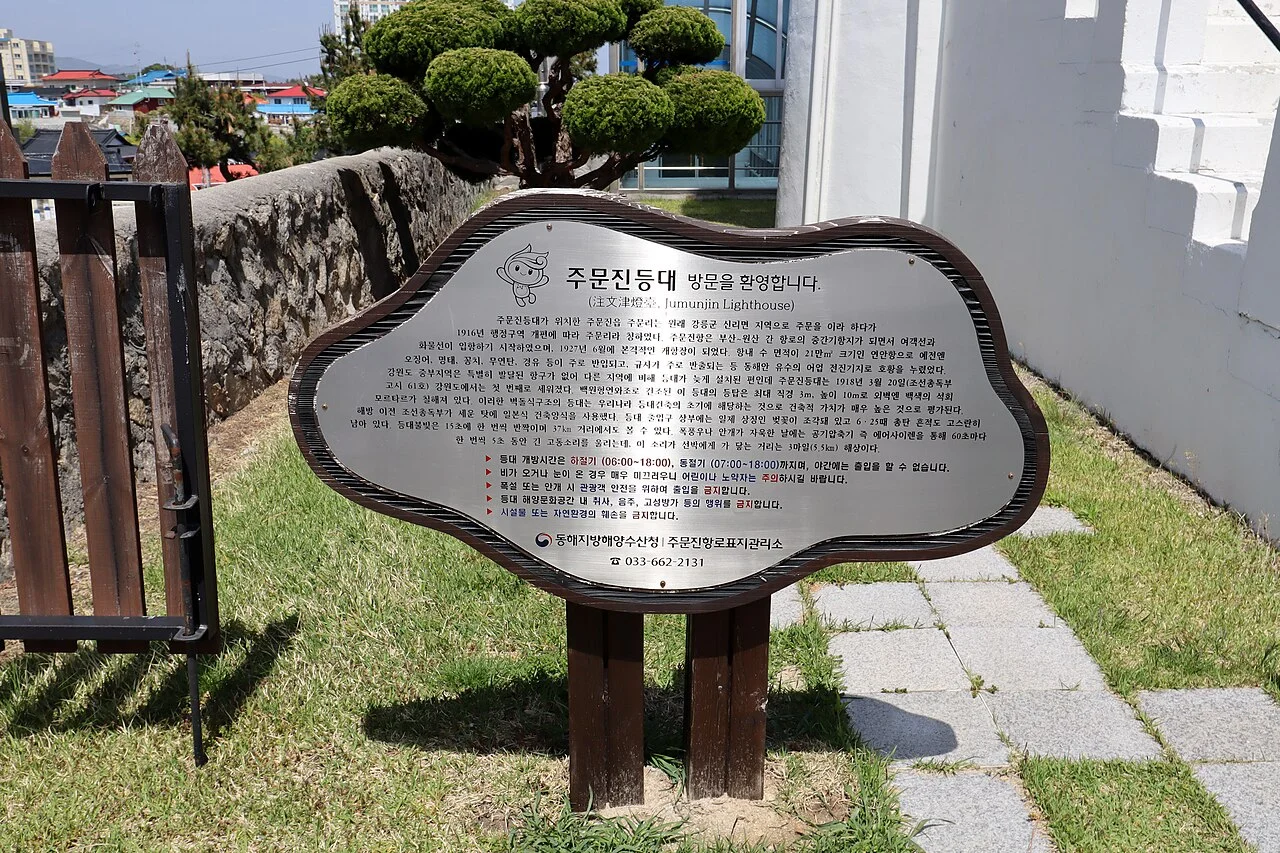 주문진등대 방문을 환영합니다.
(注文津燈臺, Jumunjin Lighthouse)
주문진등대가 위치한 주문진읍 주문리는 원래 강릉군 신리면 지역으로 주문을 이라 하다가
1916년 행정구역 개편에 따라 주문리라 칭하였다. 주문진항은 부산~원산 간 항로의 중간기항지가 되면서 여객선과
화물선이 입항하기 시작하였으며, 1927년 6월에 본격적인 개항장이 되었다. 항내 수 면적이 21만㎡ 크기인 연안항으로 예전엔
오징어, 명태, 꽁치, 무연탄, 경유 등이 주로 반입되고, 규사가 주로 반출되는 등 동해안 유수의 어업 전진기지로 호황을 누렸었다.
강원도 중부지역은 특별히 발달된 항구가 없어 다른 지역에 비해 등대가 늦게 설치된 편인데 주문진등대는 1918년 3월 20일(조선총독부
고시 61호) 강원도에서는 첫 번째로 세워졌다. 백원형연와조로 건조된 이 등대의 등탑은 최대 직경 3m, 높이 10m로 외벽엔 백색의 석회
모르타르가 칠해져 있다. 이러한 벽돌식구조의 등대는 우리나라 등대건축의 초기에 해당하는 것으로 건축적 가치가 매우 높은 것으로 평가된다.
해방 이전 조선총독부가 세운 탓에 일본식 건축양식을 사용했다. 등대 출입구 상부에는 일제 상징인 벚꽃이 조각돼 있고 6·25때 총탄 흔적도 고스란히
남아 있다. 등대불빛은 15초에 한 번씩 반짝이며 37km 거리에서도 볼 수 있다. 폭풍우나 안개가 자욱한 날에는 공기압축기 즉 에어사이렌을 통해 60초마다
한 번씩 5초 동안 긴 고동소리를 울리는데, 이 소리가 선박에게 가 닿는 거리는 3마일(5.5km) 해상이다.
▶ 등대 개방시간은 하절기 (06:00~18:00), 동절기 (07:00~18:00)까지며, 야간에는 출입을 할 수 없습니다.
▶ 비가 오거나 눈이 온 경우 매우 미끄러우니 어린이나 노약자는 주의하시길 바랍니다.
▶ 폭설 또는 안개 시 관광객 안전을 위하여 출입을 금지합니다.
▶ 등대 해양문화공간 내 취사, 음주, 고성방가 등의 행위를 금지합니다.
▶ 시설물 또는 자연환경의 훼손을 금지합니다.
동해지방해양수산청 | 주문진항로표지관리소
☎ 033-662-2131